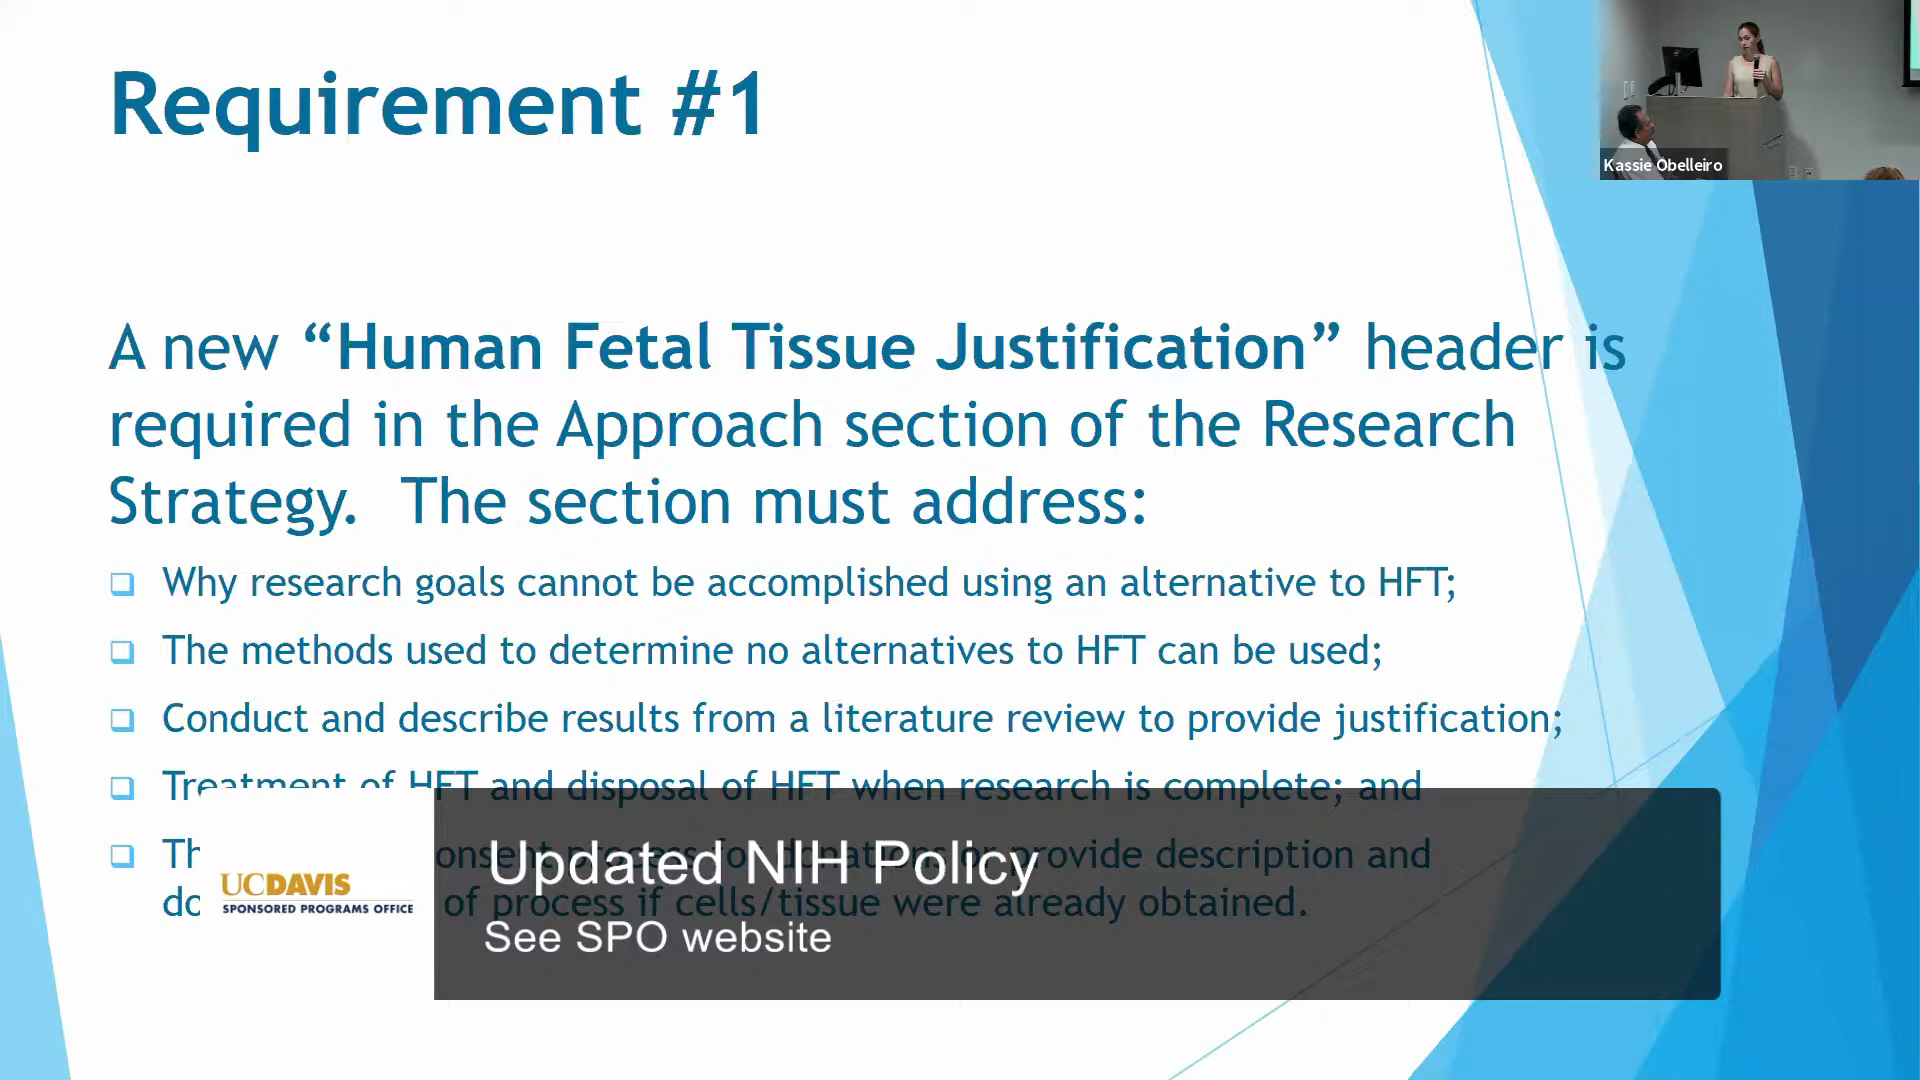 Requirement #1
Kassie Obelleiro
A new “Human Fetal Tissue Justification” header is
required in the Approach section of the Research
Strategy. The section must address:
Why research goals cannot be accomplished using an alternative to HFT;
The methods used to determine no alternatives to HFT can be used;
Conduct and describe results from a literature review to provide justification;
Treatment of HFT and disposal of HFT when research is complete; and
process for donations or provide description and
of process if cells/tissue were already obtained.
UCDAVIS
SPONSORED PROGRAMS OFFICE
Updated NIH Policy
See SPO website